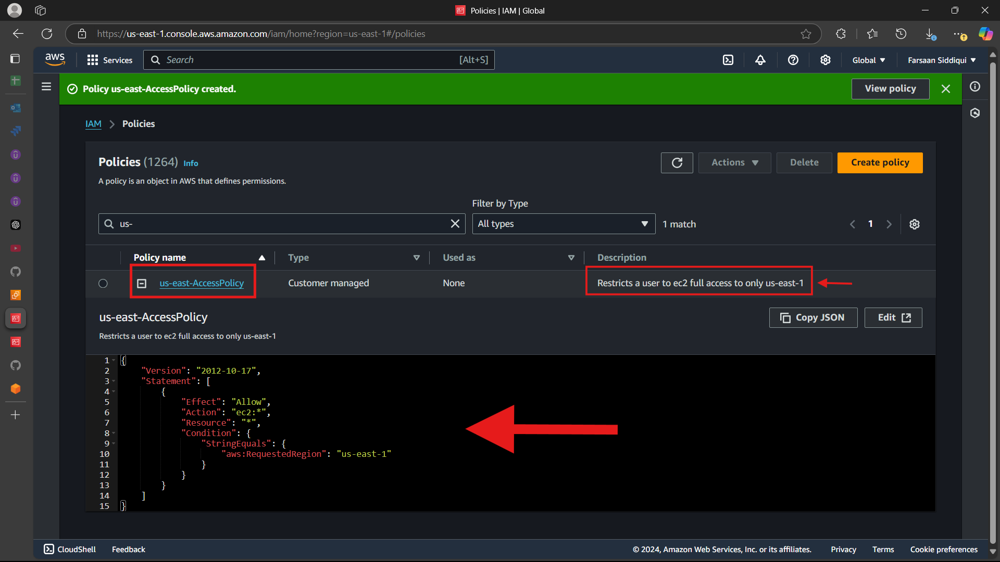 Policies | IAM | Global
https://us-east-1.console.aws.amazon.com/iam/home?region=us-east-1#/policies
aws
Services
Search
[Alt+S]
Global
Farsaan Siddiqui
Policy us-east-AccessPolicy created.
View policy
IAM
Policies
Policies (1264)
Info
Actions
Delete
Create policy
A policy is an object in AWS that defines permissions.
Filter by Type
us-
All types
1 match
1
Policy name
Type
Used as
Description
us-east-AccessPolicy
Customer managed
None
Restricts a user to ec2 full access to only us-east-1
us-east-AccessPolicy
Copy JSON
Edit
Restricts a user to ec2 full access to only us-east-1
1 {
2 "Version": "2012-10-17",
3 "Statement": [
4 {
5 "Effect": "Allow",
6 "Action": "ec2:*",
7 "Resource": "*",
8 "Condition": {
9 "StringEquals": {
10 "aws:RequestedRegion": "us-east-1"
11 }
12 }
13 }
14 ]
15 }
CloudShell
Feedback
© 2024, Amazon Web Services, Inc. or its affiliates.
Privacy
Terms
Cookie preferences